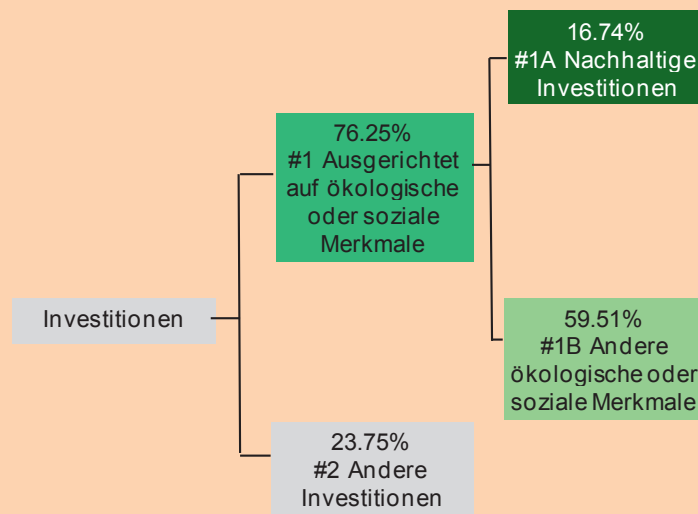 Investitionen
76.25%
#1 Ausgerichtet
auf ökologische
oder soziale
Merkmale
23.75%
#2 Andere
Investitionen
16.74%
#1A Nachhaltige
Investitionen
59.51%
#1B Andere
ökologische oder
soziale Merkmale